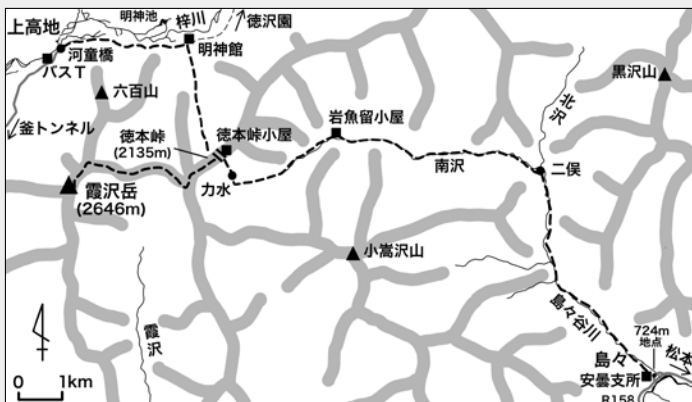 上高地
明神池
梓川
徳沢園
河童橋
明神館
バスT
六百山
黒沢山
釜トンネル
北沢
岩魚留小屋
徳本峠
(2135m)
徳本峠小屋
南沢
二俣
力水
霞沢岳
(2646m)
小嵩沢山
霞沢
島々谷川
724m
地点
松本
島々
安曇支所
R158
0 1km